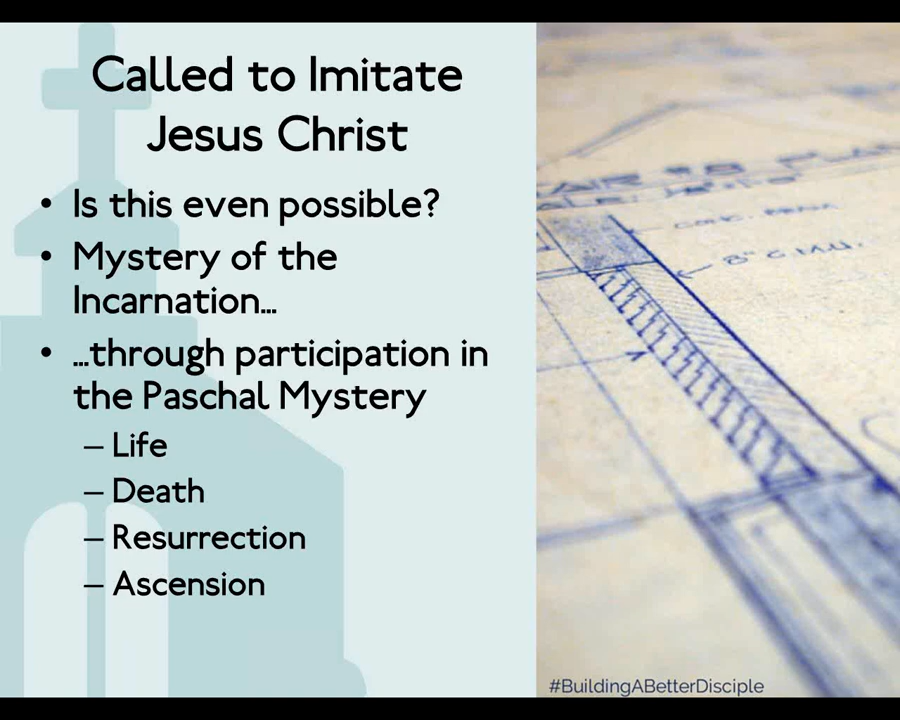 Called to Imitate
Jesus Christ
• Is this even possible?
• Mystery of the
Incarnation...
• ...through participation in
the Paschal Mystery
– Life
– Death
– Resurrection
– Ascension
8" C.M.U.
#BuildingABetterDisciple